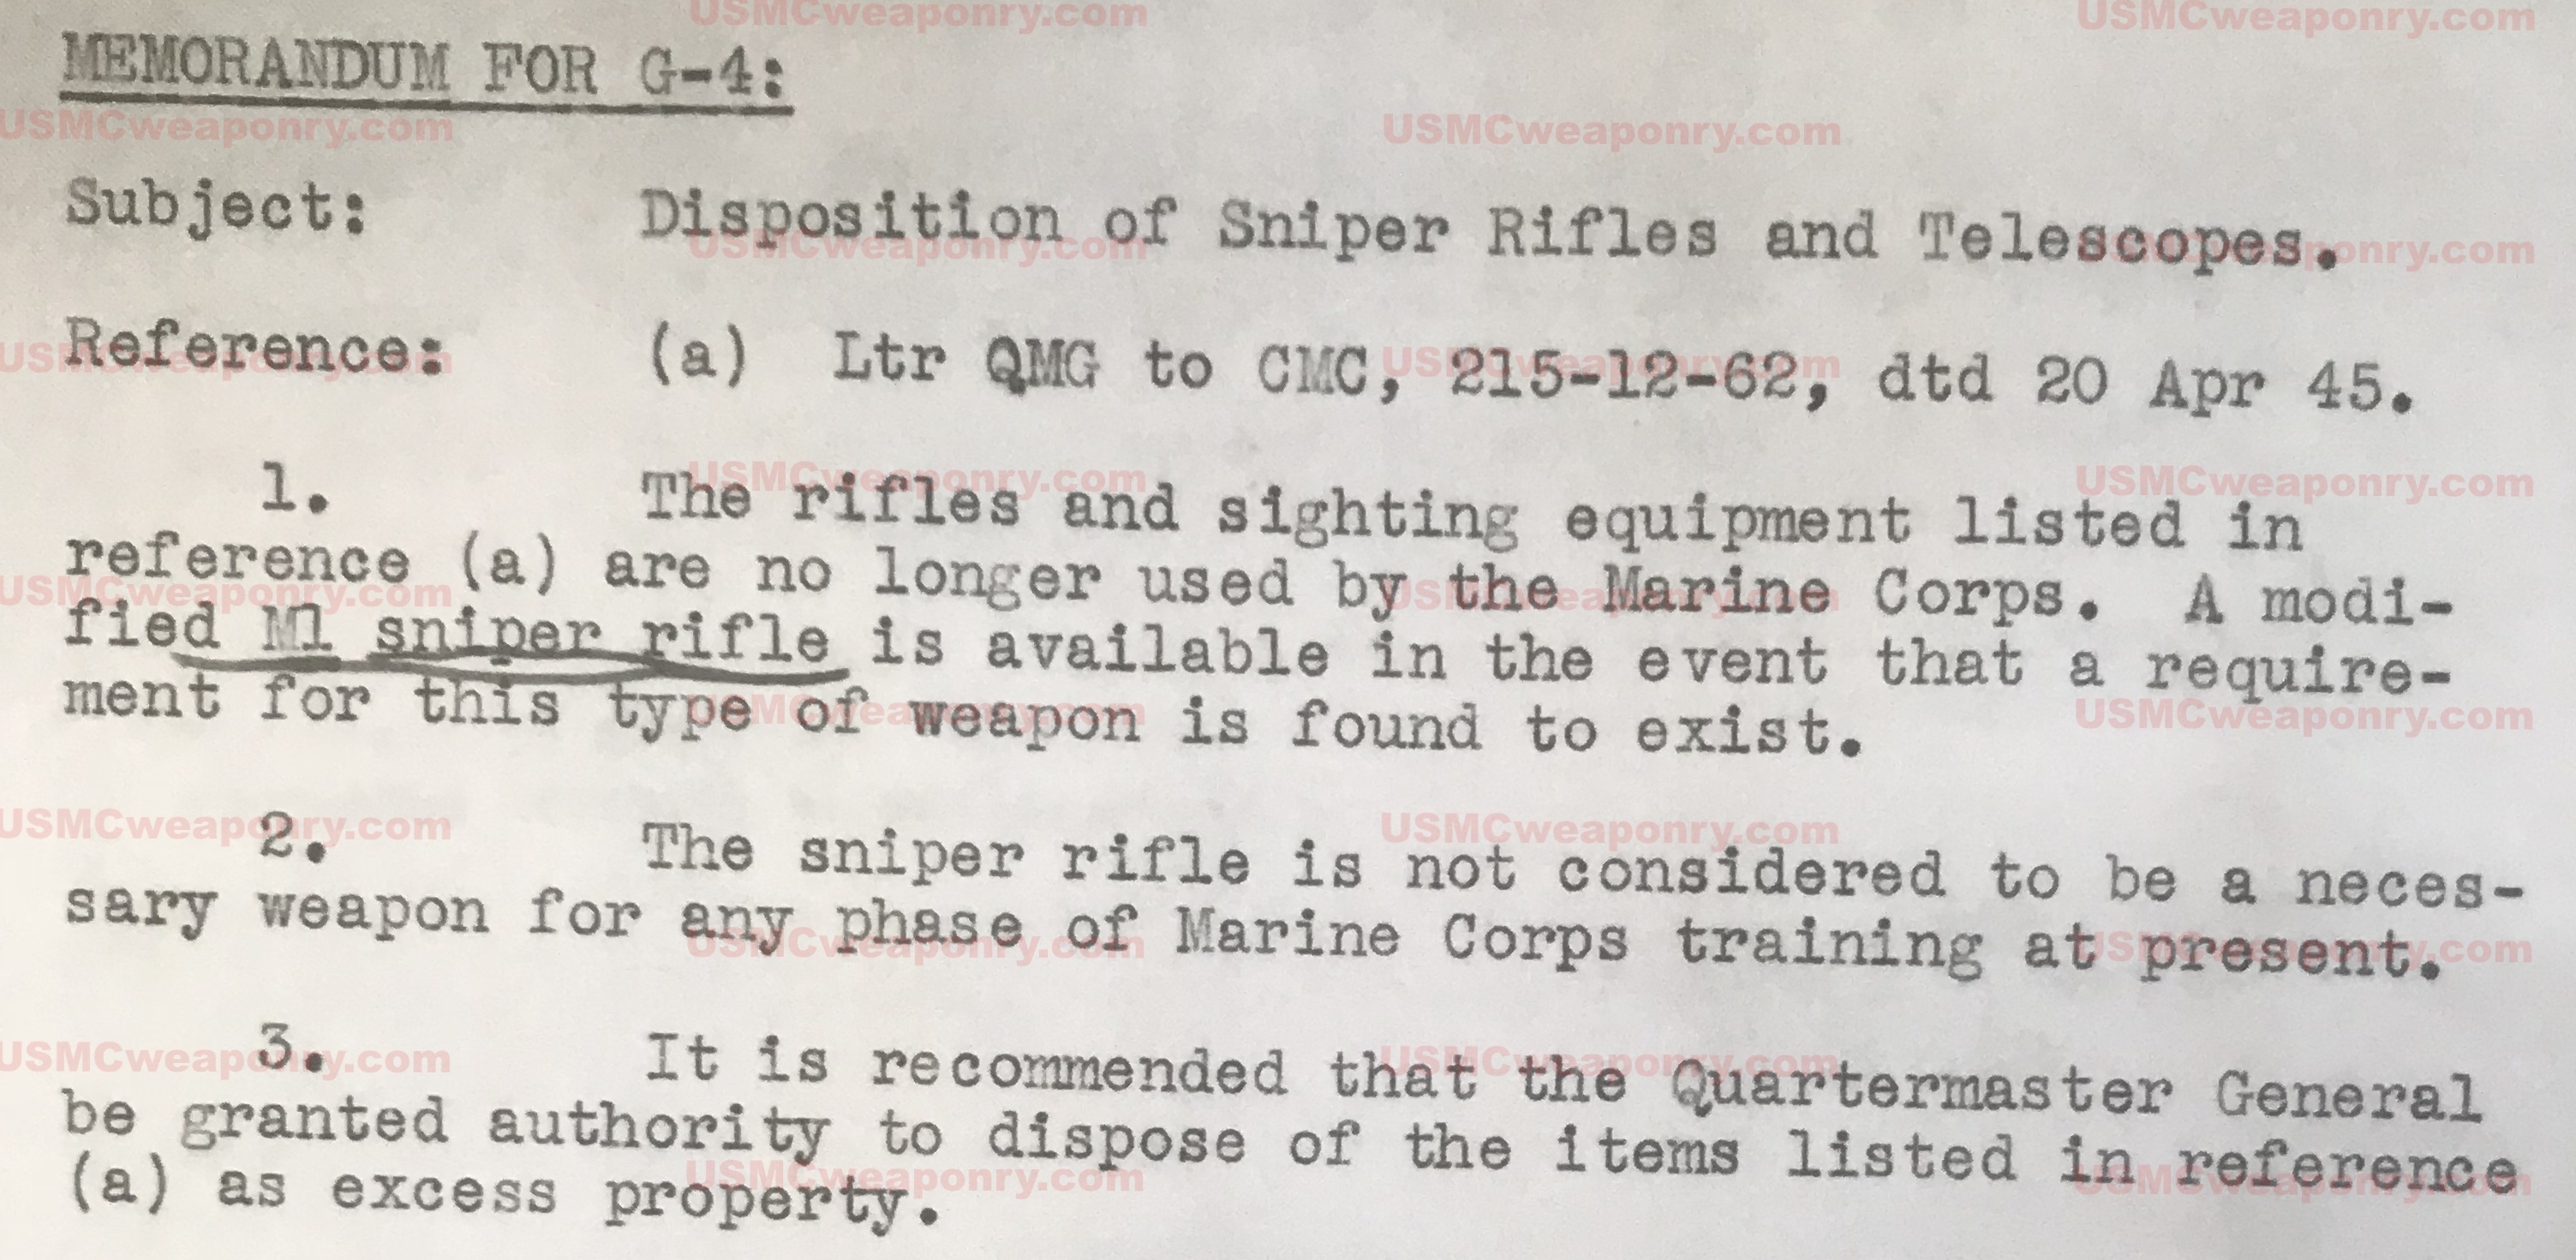 MEMORANDUM FOR G-4:
Subject: Disposition of Sniper Rifles and Telescopes.
Reference: (a) Ltr QMG to CMC, 215-12-62, dtd 20 Apr 45.
1. The rifles and sighting equipment listed in
reference (a) are no longer used by the Marine Corps. A modi-
fied M1 sniper rifle is available in the event that a require-
ment for this type of weapon is found to exist.
2. The sniper rifle is not considered to be a neces-
sary weapon for any phase of Marine Corps training at present.
3. It is recommended that the Quartermaster General
be granted authority to dispose of the items listed in reference
(a) as excess property.
USMCweaponry.com